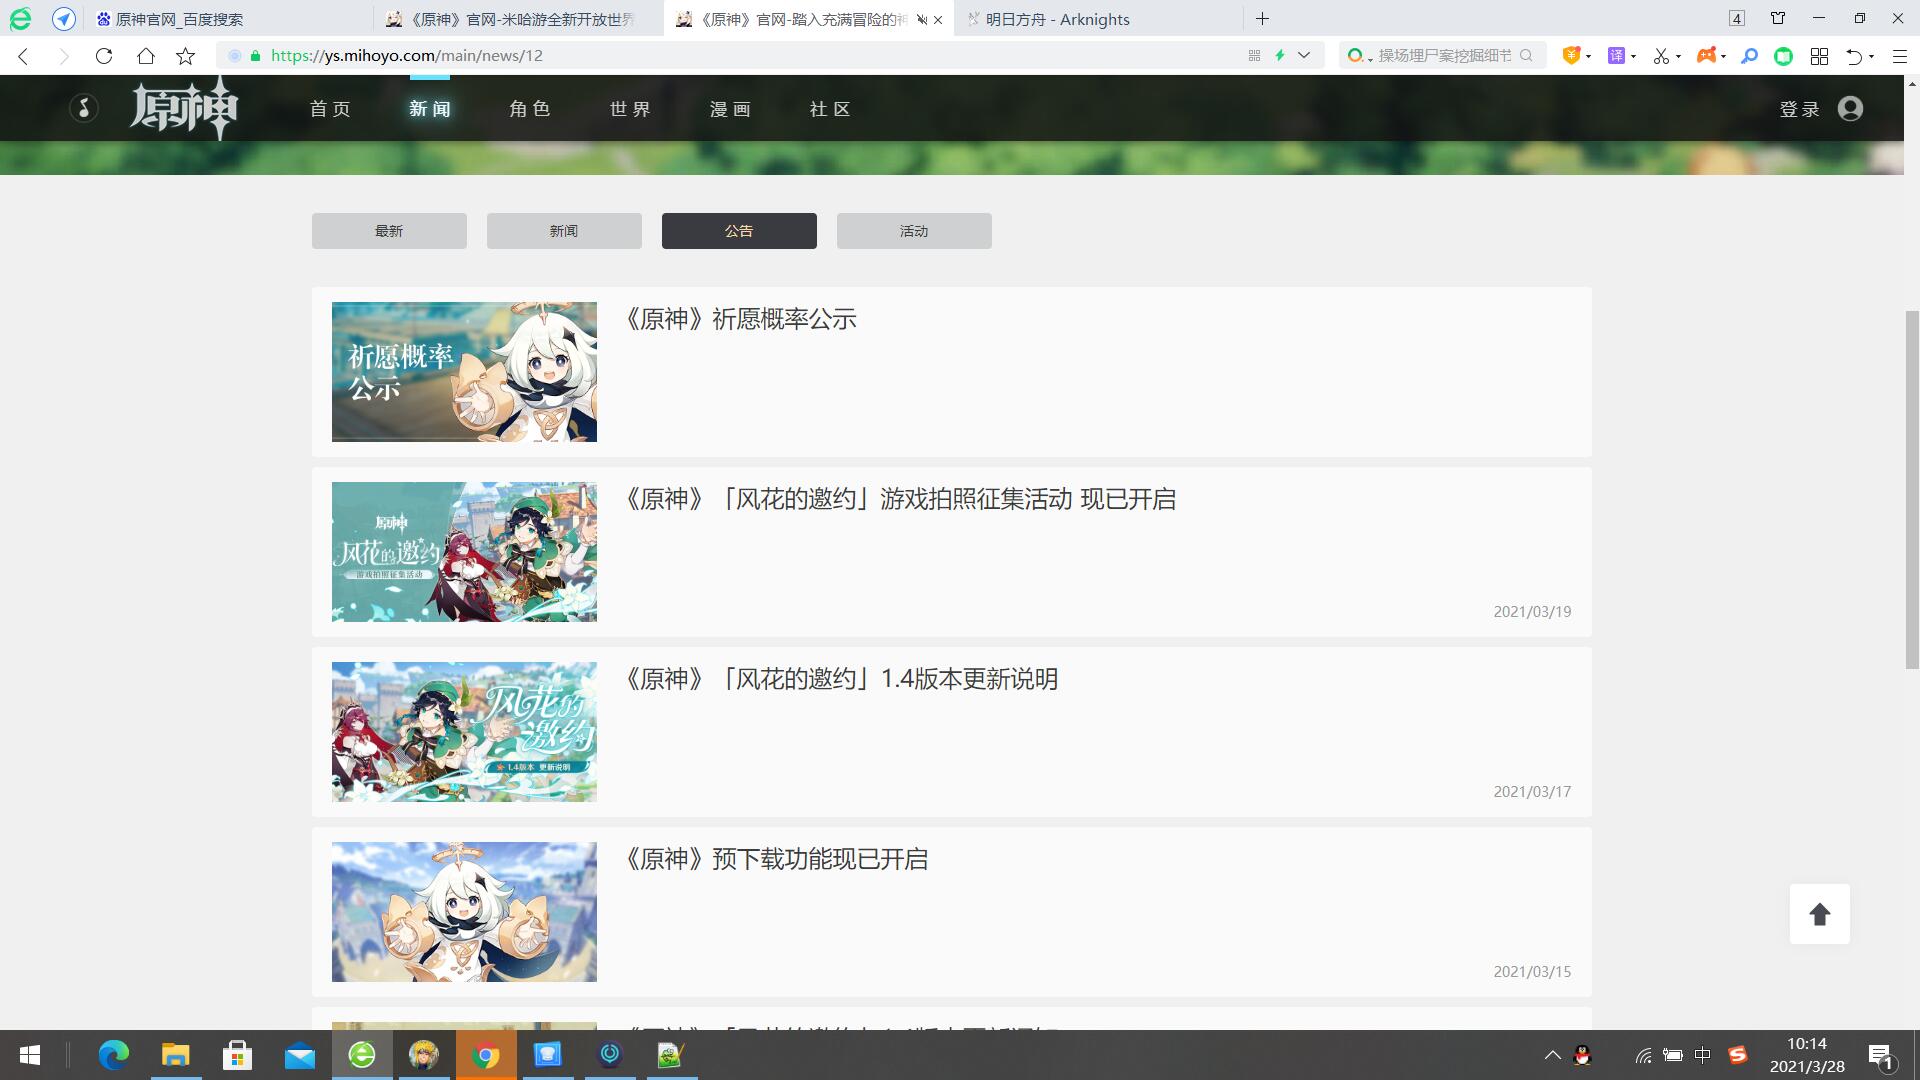 原神官网_百度搜索
《原神》官网-米哈游全新开放世界
《原神》官网-踏入充满冒险的神
明日方舟 - Arknights
4
https://ys.mihoyo.com/main/news/12
操场埋尸案挖掘细节
译
原神
首页
新闻
角色
世界
漫画
社区
登录
最新
新闻
公告
活动
祈愿概率
公示
《原神》祈愿概率公示
原神
风花的邀约
游戏拍照征集活动
《原神》「风花的邀约」游戏拍照征集活动 现已开启
2021/03/19
风花的
邀约
1.4版本 更新说明
《原神》「风花的邀约」1.4版本更新说明
2021/03/17
《原神》预下载功能现已开启
2021/03/15
中
10:14
2021/3/28
1